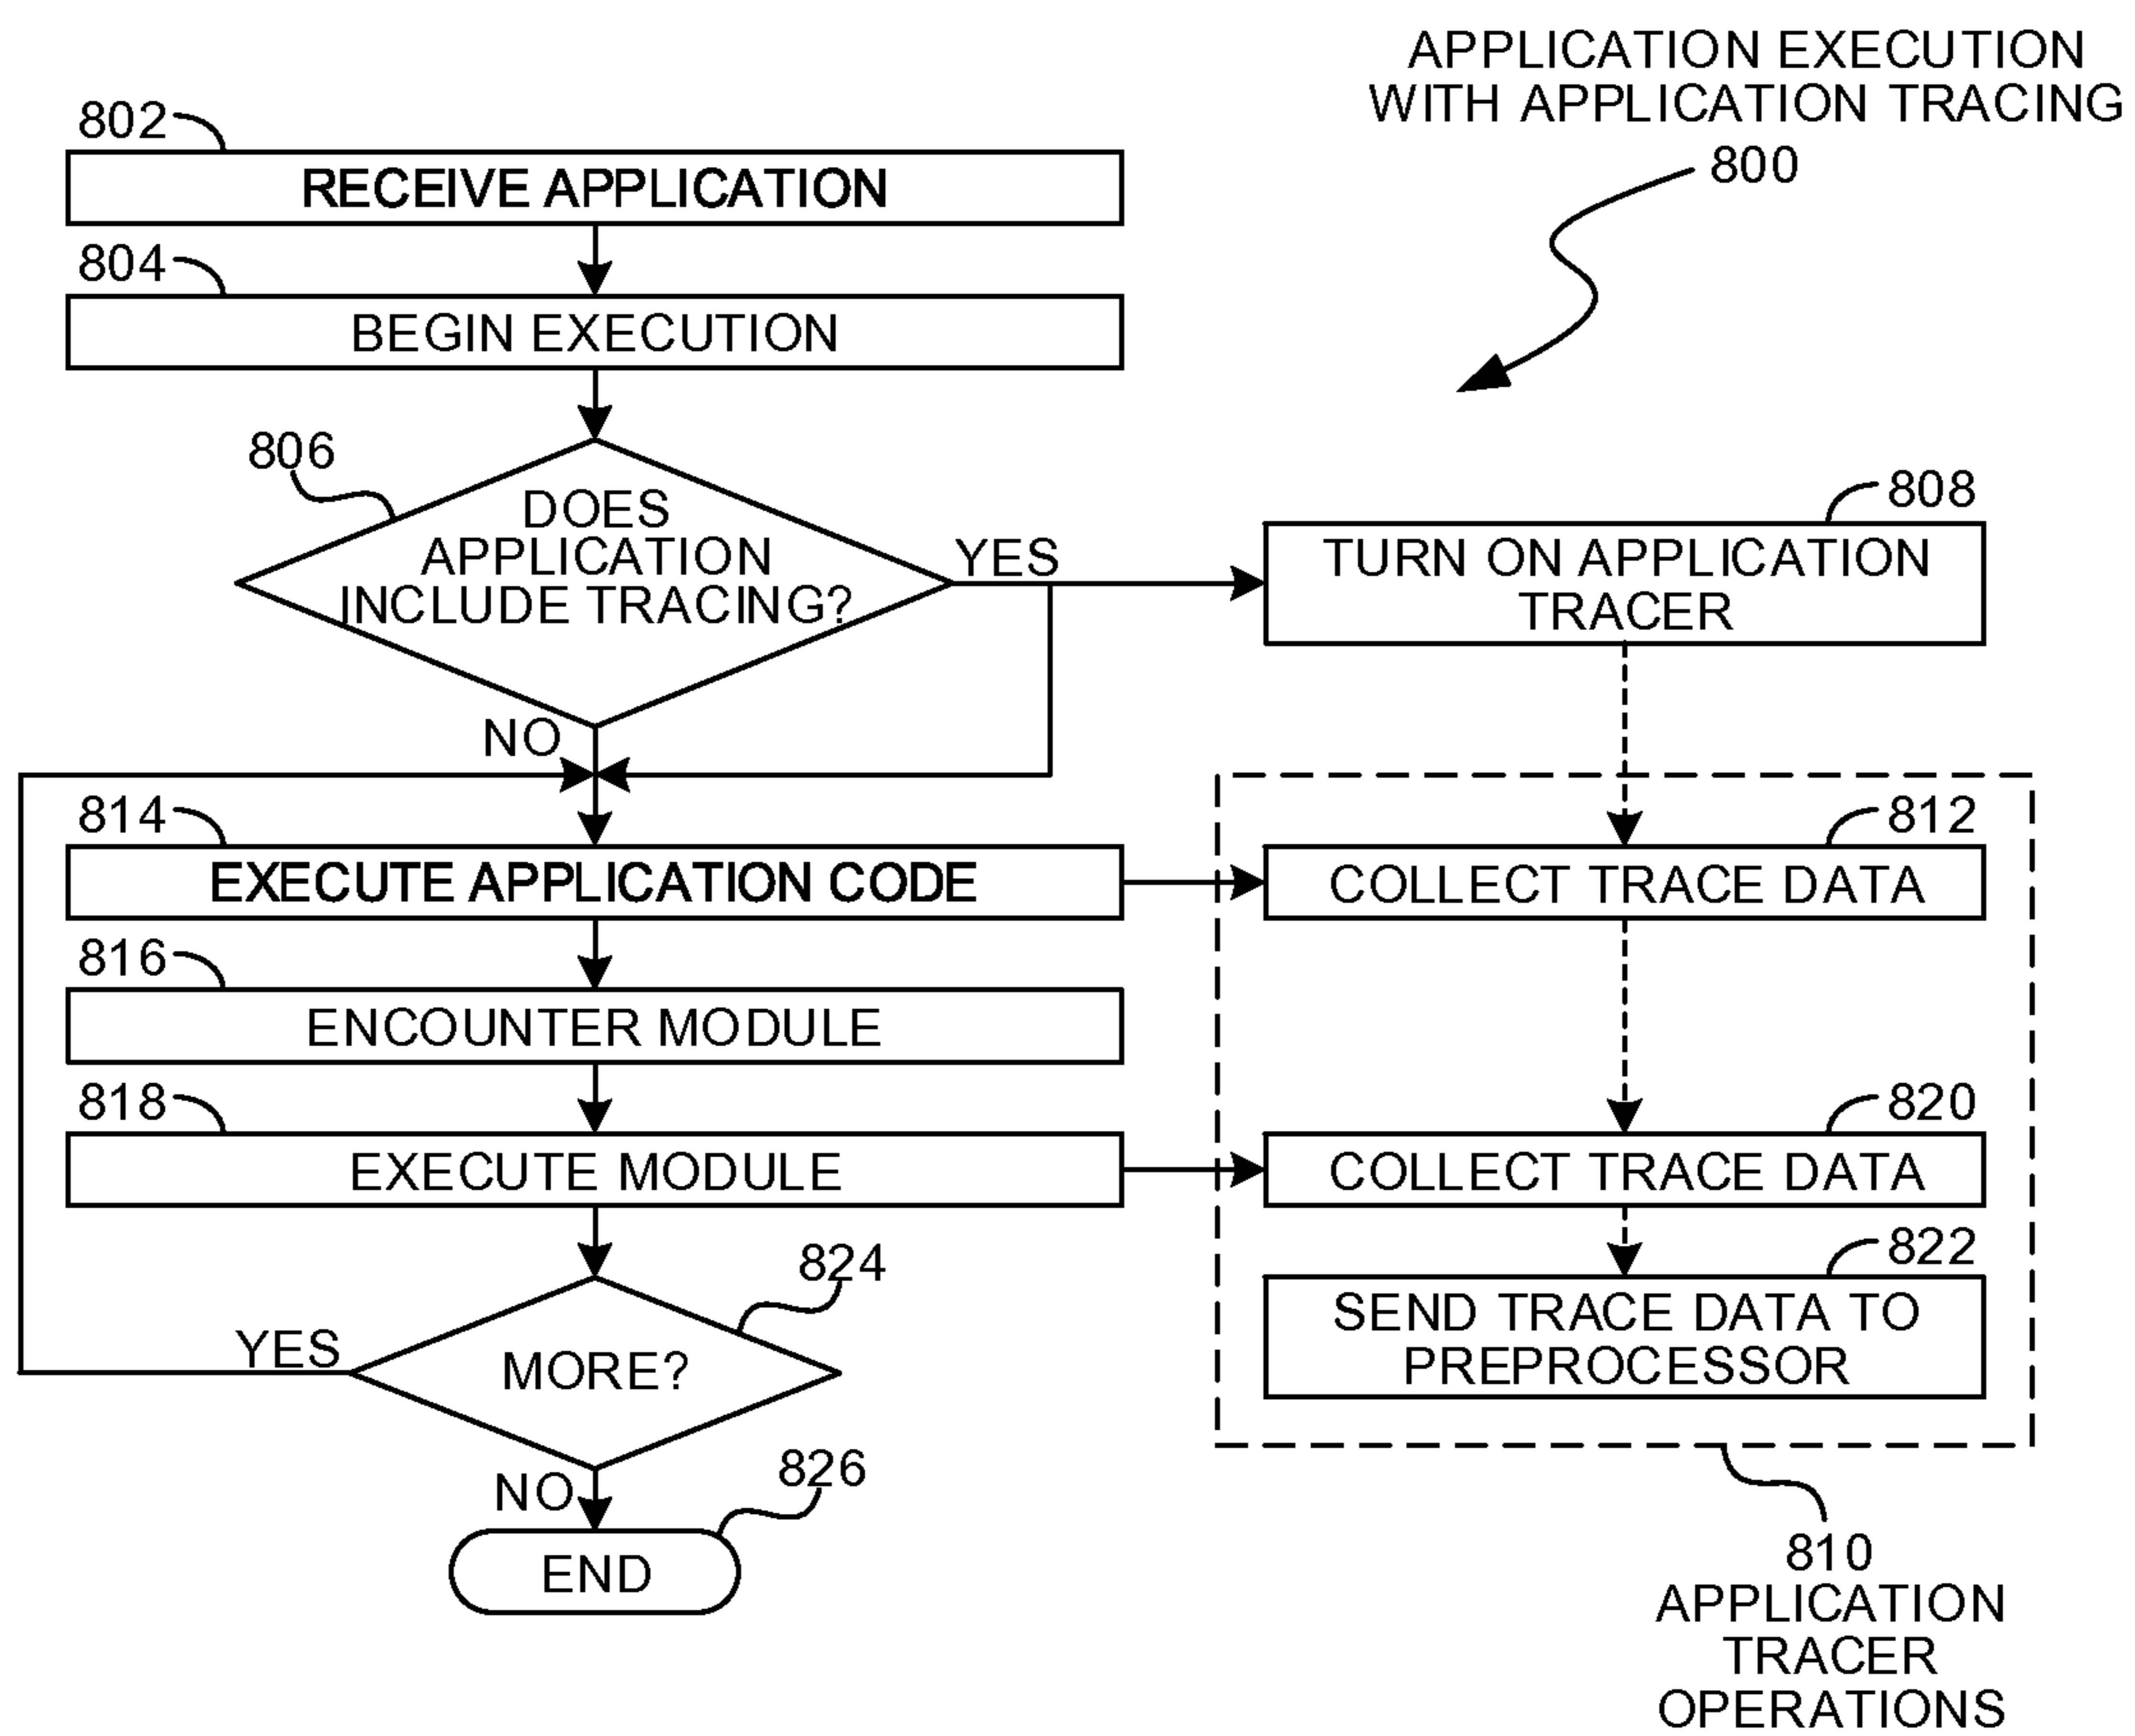 APPLICATION EXECUTION
WITH APPLICATION TRACING
800
802
RECEIVE APPLICATION
804
BEGIN EXECUTION
806
DOES
APPLICATION
INCLUDE TRACING?
YES
NO
808
TURN ON APPLICATION
TRACER
814
EXECUTE APPLICATION CODE
812
COLLECT TRACE DATA
816
ENCOUNTER MODULE
818
EXECUTE MODULE
820
COLLECT TRACE DATA
822
SEND TRACE DATA TO
PREPROCESSOR
824
MORE?
YES
NO
826
END
810
APPLICATION
TRACER
OPERATIONS